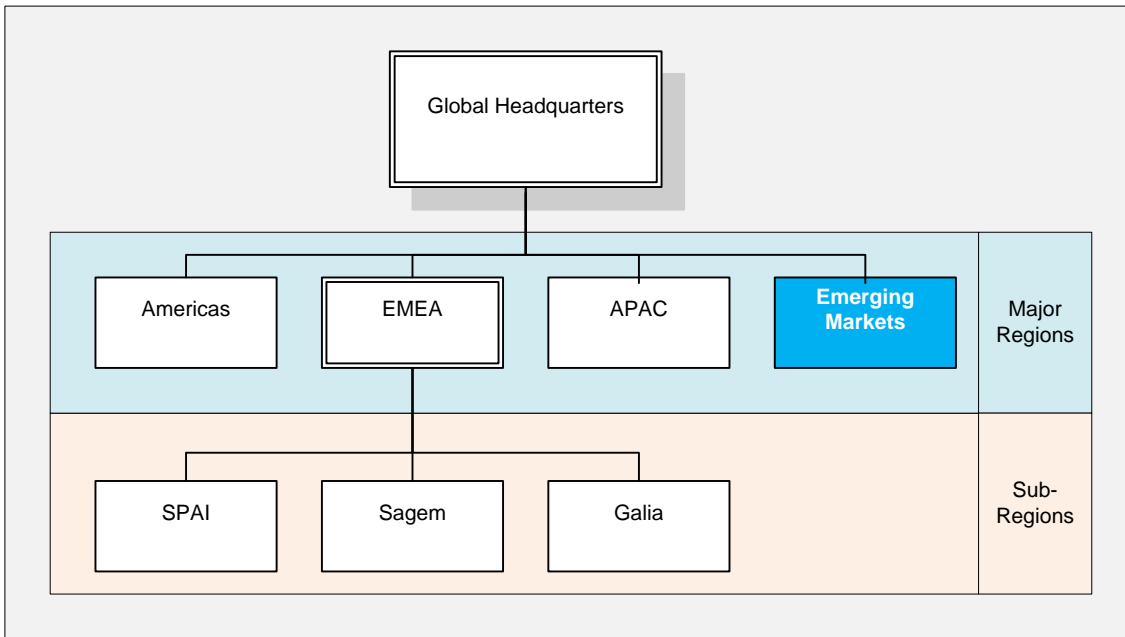 Global Headquarters
Americas
EMEA
APAC
Emerging
Markets
Major
Regions
SPAI
Sagem
Galia
Sub-
Regions